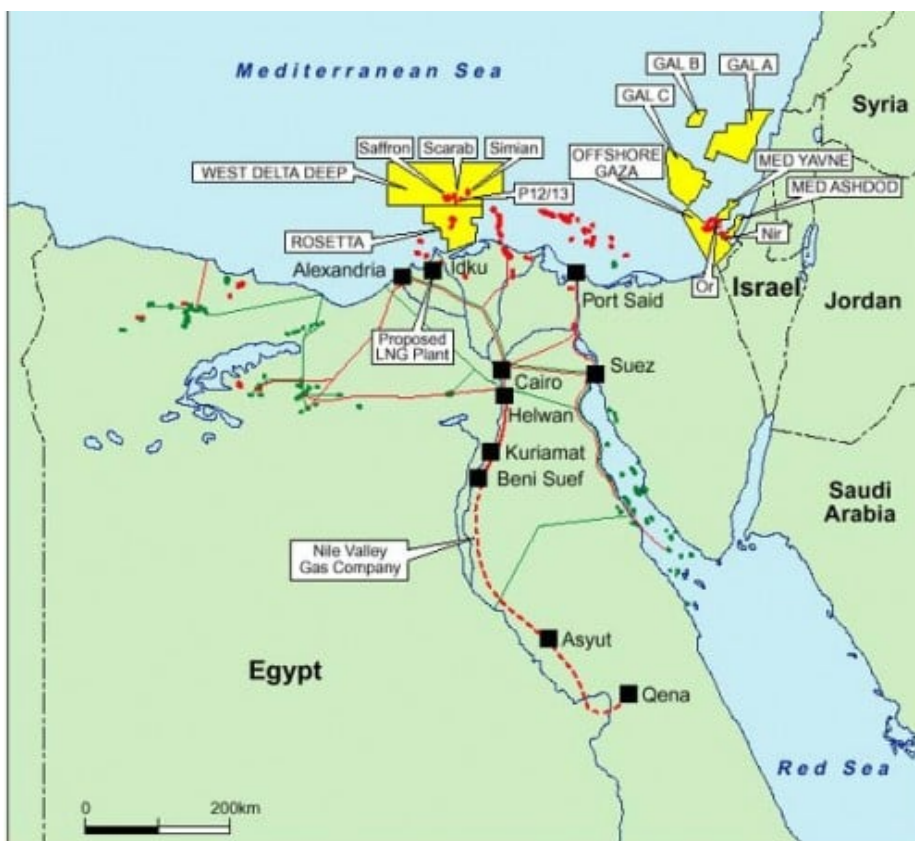 Mediterranean Sea
GAL B
GAL A
GAL C
Syria
Saffron
Scarab
Simian
OFFSHORE
GAZA
MED YAVNE
WEST DELTA DEEP
P12/13
MED ASHDOD
ROSETTA
Nir
Alexandria
Idku
Or
Israel
Jordan
Port Said
Proposed
LNG Plant
Cairo
Suez
Helwan
Kuriamat
Beni Suef
Saudi
Arabia
Nile Valley
Gas Company
Asyut
Egypt
Qena
Red Sea
0
200km